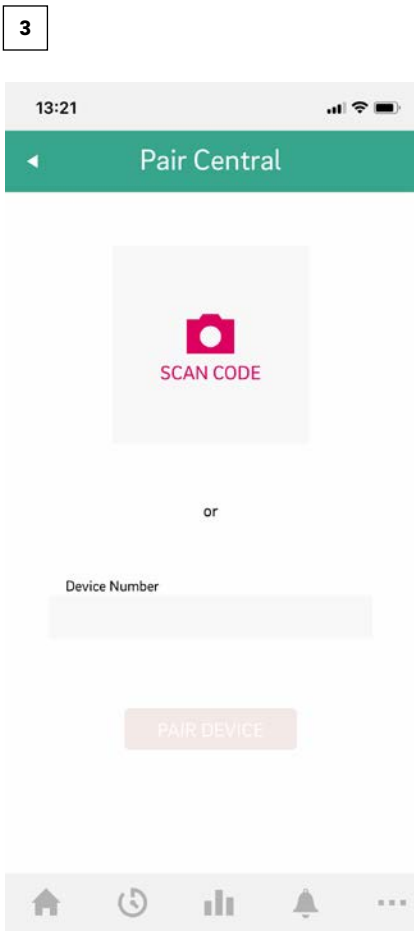 3
13:21
Pair Central
SCAN CODE
or
Device Number
PAIR DEVICE